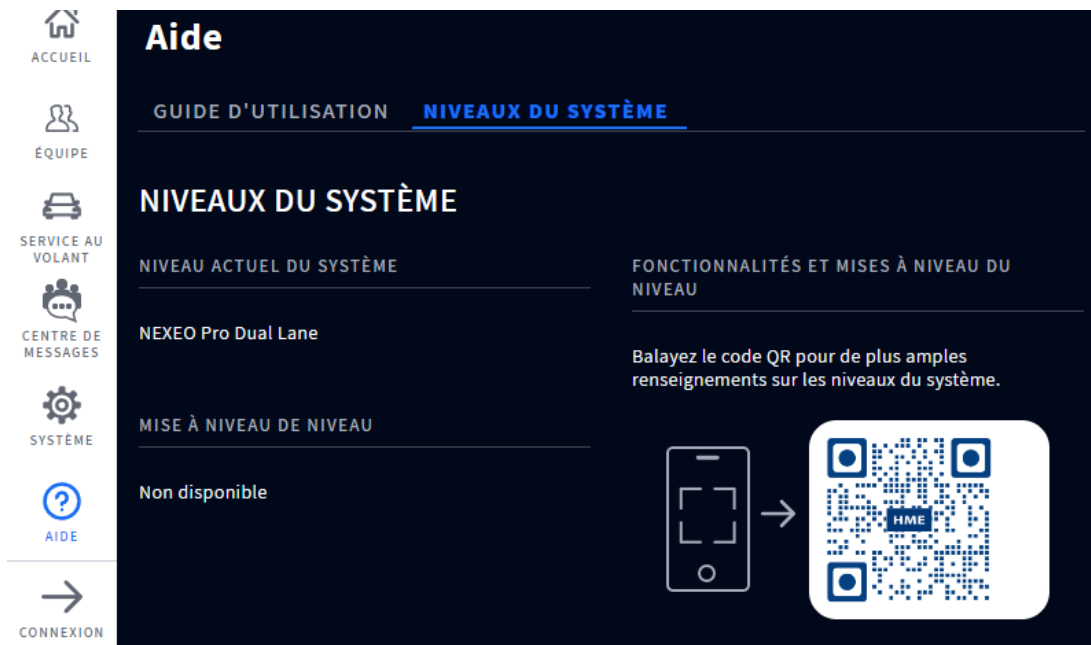 ACCUEIL
ÉQUIPE
SERVICE AU
VOLANT
CENTRE DE
MESSAGES
SYSTÈME
AIDE
CONNEXION
Aide
GUIDE D'UTILISATION
NIVEAUX DU SYSTÈME
NIVEAUX DU SYSTÈME
NIVEAU ACTUEL DU SYSTÈME
NEXEO Pro Dual Lane
MISE À NIVEAU DE NIVEAU
Non disponible
FONCTIONNALITÉS ET MISES À NIVEAU DU
NIVEAU
Balayez le code QR pour de plus amples
renseignements sur les niveaux du système.
HME